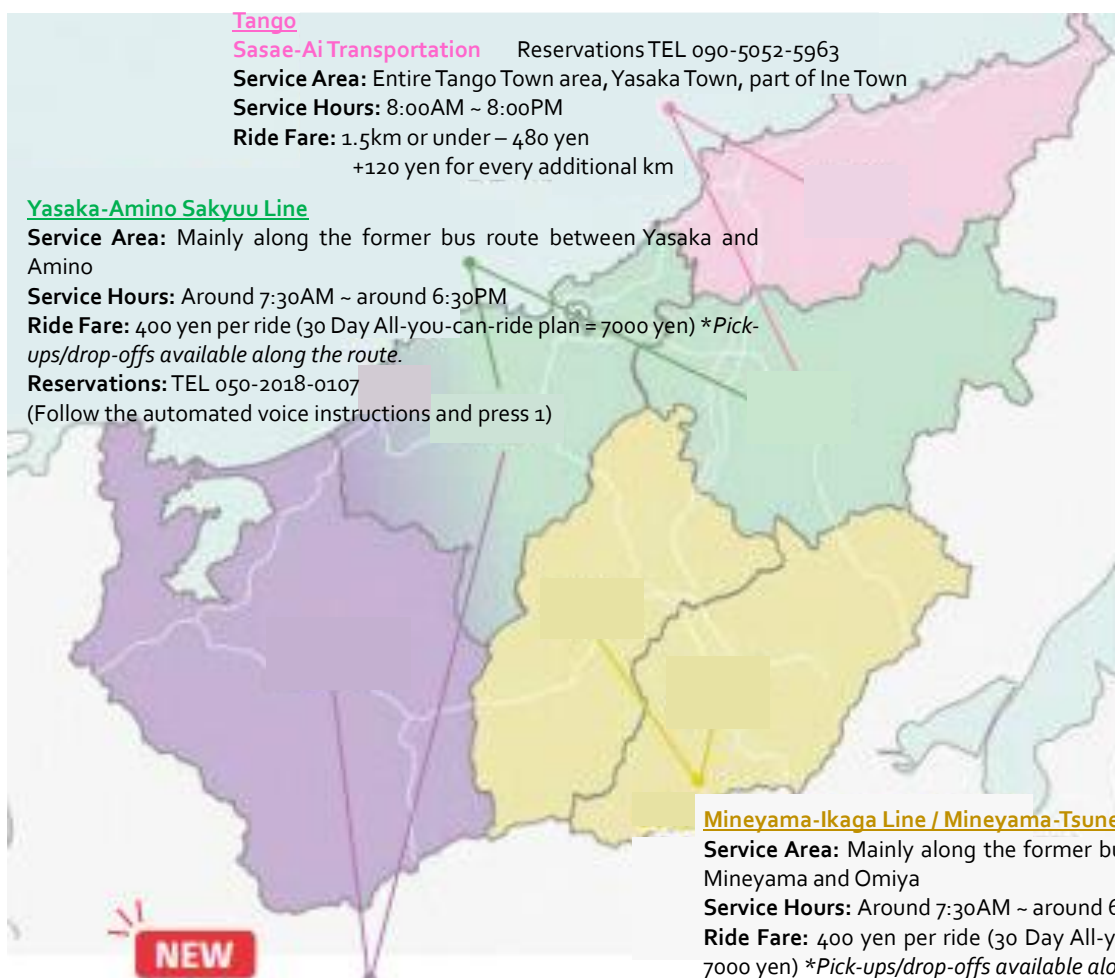 Tango
Sasae-Ai Transportation Reservations TEL 090-5052-5963
Service Area: Entire Tango Town area, Yasaka Town, part of Ine Town
Service Hours: 8:00AM ~ 8:00PM
Ride Fare: 1.5km or under – 480 yen
+120 yen for every additional km
Yasaka-Amino Sakyuu Line
Service Area: Mainly along the former bus route between Yasaka and
Amino
Service Hours: Around 7:30AM ~ around 6:30PM
Ride Fare: 400 yen per ride (30 Day All-you-can-ride plan = 7000 yen) *Pick-
ups/drop-offs available along the route.
Reservations: TEL 050-2018-0107
(Follow the automated voice instructions and press 1)
Mineyama-Ikaga Line / Mineyama-Tsune
Service Area: Mainly along the former bu
Mineyama and Omiya
Service Hours: Around 7:30AM ~ around 6
Ride Fare: 400 yen per ride (30 Day All-y
7000 yen) *Pick-ups/drop-offs available alo
NEW